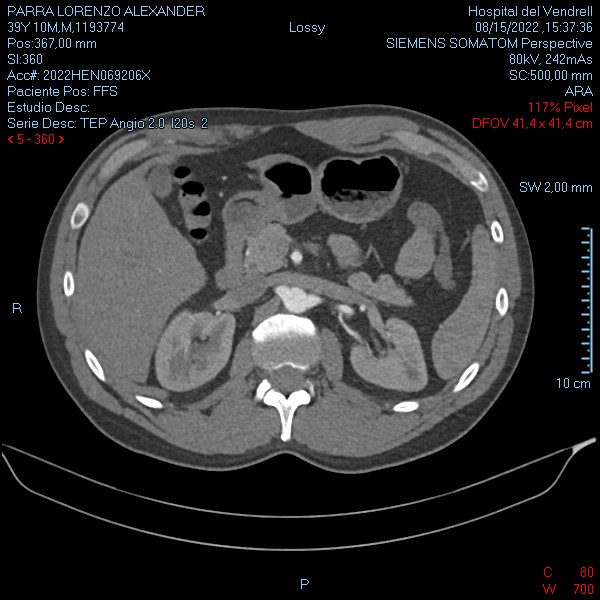 PARRA LORENZO ALEXANDER
39Y 10M,M,1193774
Pos:367,00 mm
SI:360
Acc#: 2022HEN069206X
Paciente Pos: FFS
Estudio Desc:
Serie Desc: TEP Angio 2.0 I20s 2
< 5 - 360 >
Lossy
Hospital del Vendrell
08/15/2022 ,15:37:36
SIEMENS SOMATOM Perspective
80kV, 242mAs
SC:500,00 mm
ARA
117% Pixel
DFOV 41,4 x 41,4 cm
SW 2,00 mm
R
10 cm
P
C 80
W 700